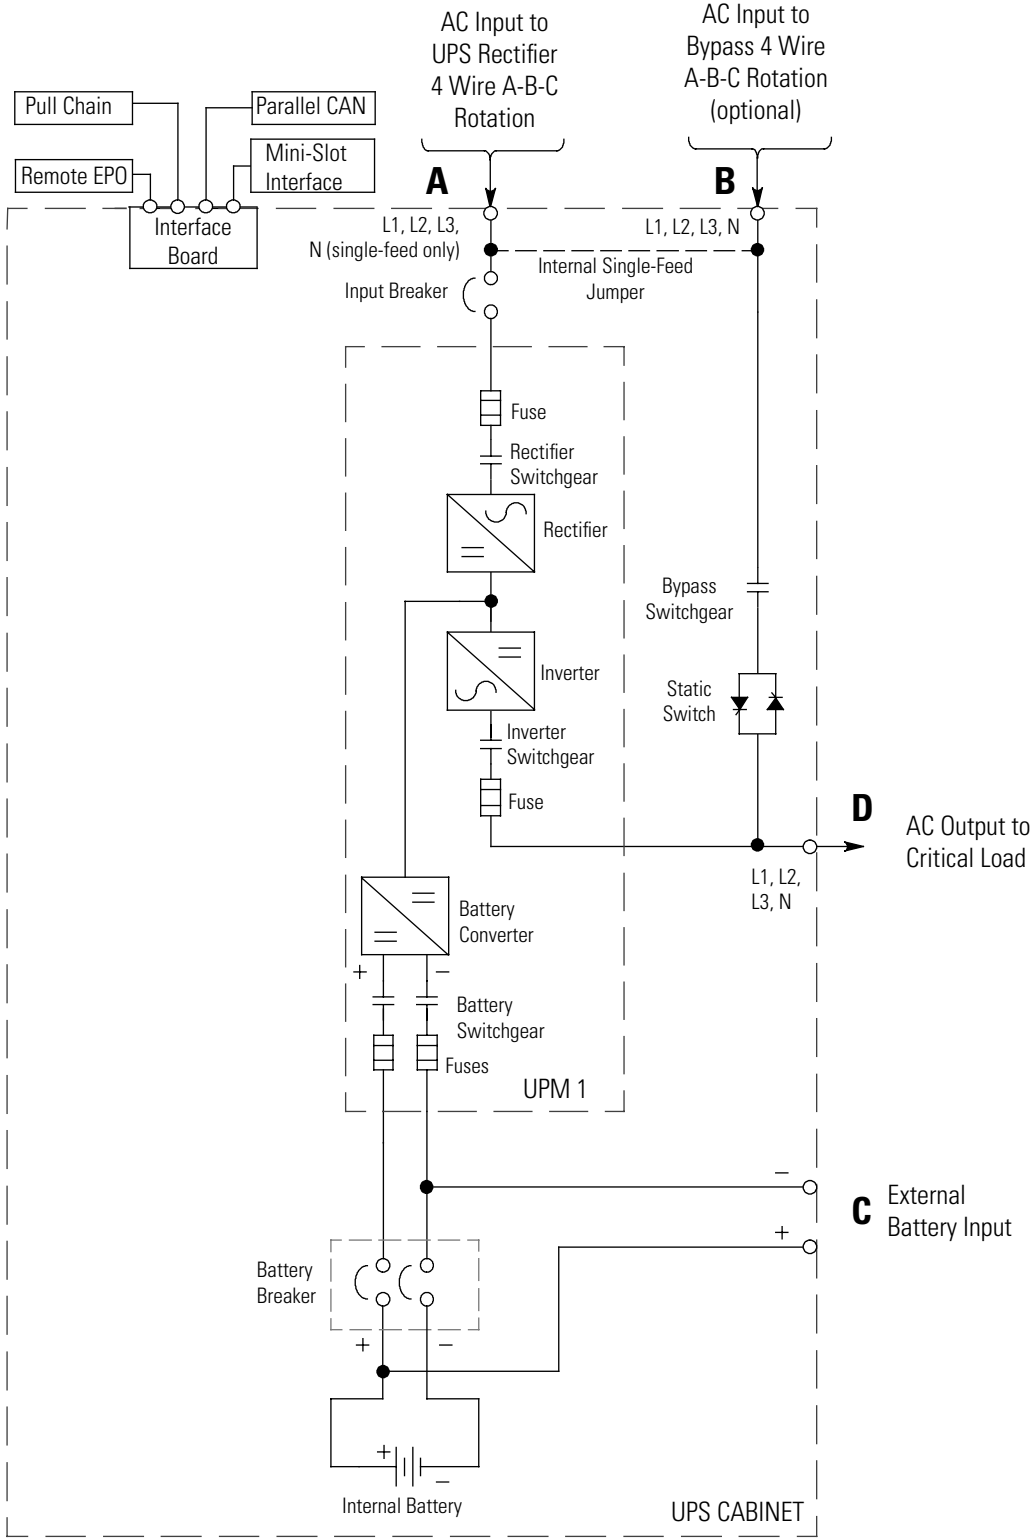 AC Input to
UPS Rectifier
4 Wire A-B-C
Rotation
AC Input to
Bypass 4 Wire
A-B-C Rotation
(optional)
Pull Chain
Parallel CAN
Remote EPO
Mini-Slot
Interface
A
B
Interface
Board
L1, L2, L3,
N (single-feed only)
L1, L2, L3, N
Internal Single-Feed
Jumper
Input Breaker
Fuse
Rectifier
Switchgear
Rectifier
Bypass
Switchgear
Inverter
Static
Switch
Inverter
Switchgear
Fuse
D
AC Output to
Critical Load
L1, L2,
L3, N
Battery
Converter
+ −
Battery
Switchgear
Fuses
UPM 1
−
C
External
Battery Input
+
Battery
Breaker
+ −
+
−
Internal Battery
UPS CABINET